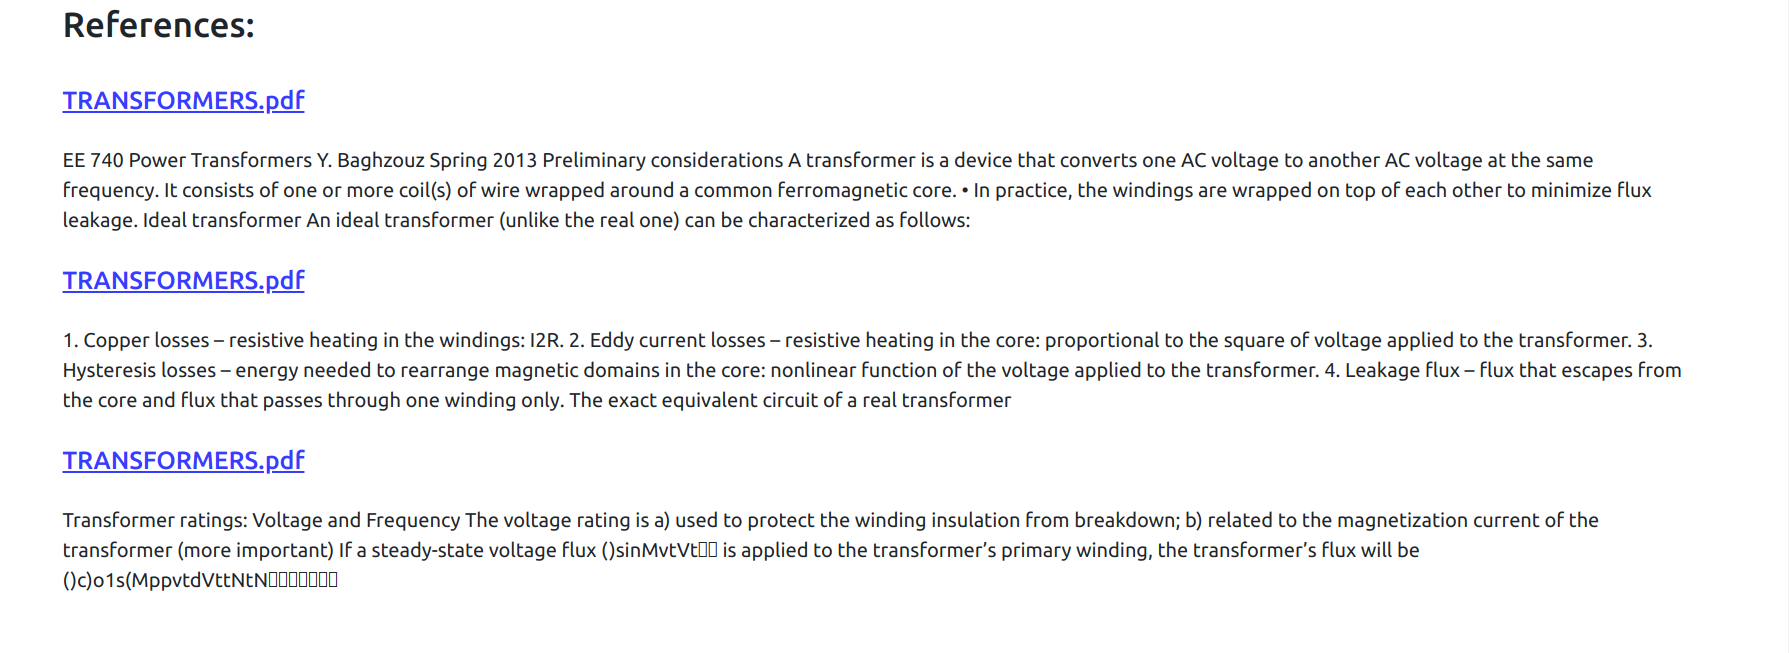 References:
TRANSFORMERS.pdf
EE 740 Power Transformers Y. Baghzouz Spring 2013 Preliminary considerations A transformer is a device that converts one AC voltage to another AC voltage at the same
frequency. It consists of one or more coil(s) of wire wrapped around a common ferromagnetic core. • In practice, the windings are wrapped on top of each other to minimize flux
leakage. Ideal transformer An ideal transformer (unlike the real one) can be characterized as follows:
TRANSFORMERS.pdf
1. Copper losses – resistive heating in the windings: I2R. 2. Eddy current losses – resistive heating in the core: proportional to the square of voltage applied to the transformer. 3.
Hysteresis losses – energy needed to rearrange magnetic domains in the core: nonlinear function of the voltage applied to the transformer. 4. Leakage flux – flux that escapes from
the core and flux that passes through one winding only. The exact equivalent circuit of a real transformer
TRANSFORMERS.pdf
Transformer ratings: Voltage and Frequency The voltage rating is a) used to protect the winding insulation from breakdown; b) related to the magnetization current of the
transformer (more important) If a steady-state voltage flux ()sinMvtVt▯▯ is applied to the transformer’s primary winding, the transformer’s flux will be
()c)o1s(MppvtdVttNtN▯▯▯▯▯▯▯